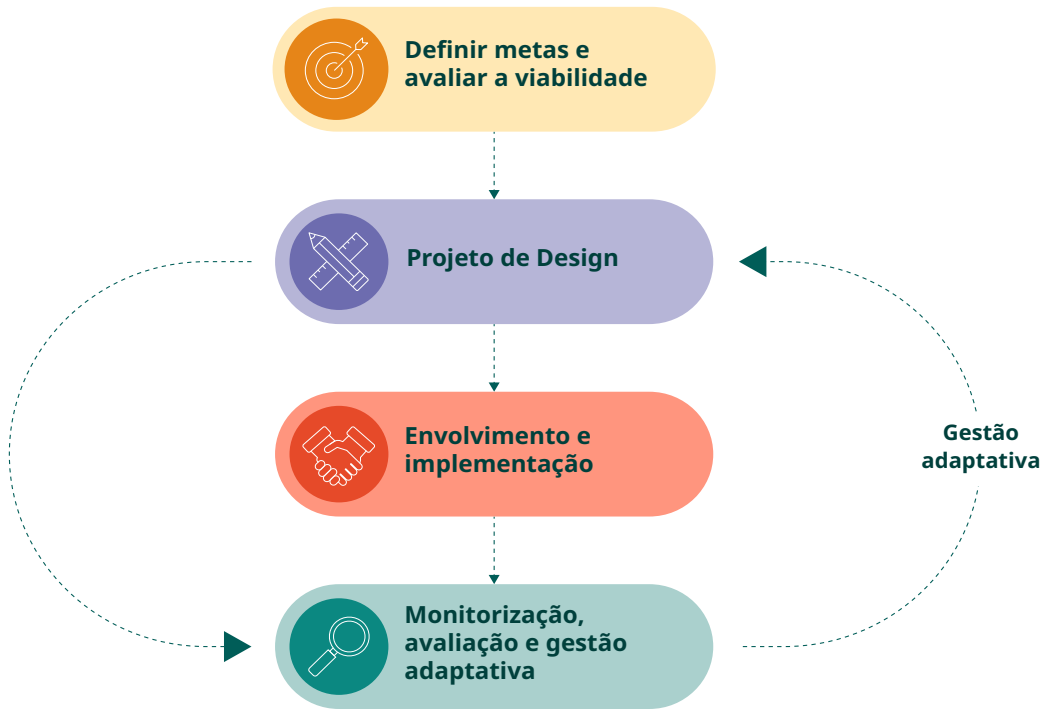 Definir metas e
avaliar a viabilidade
Projeto de Design
Envolvimento e
implementação
Gestão
adaptativa
Monitorização,
avaliação e gestão
adaptativa